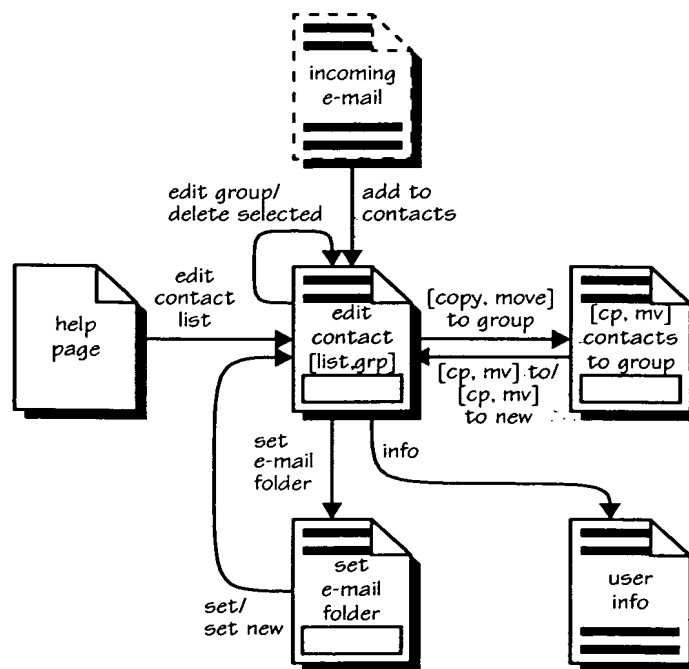 incoming
e-mail
edit group/
delete selected
add to
contacts
edit
contact
list
help
page
edit
contact
[list,grp]
[copy, move]
to group
[cp, mv]
contacts
to group
[cp, mv] to/
[cp, mv]
to new
set
e-mail
folder
info
set/
set new
set
e-mail
folder
user
info